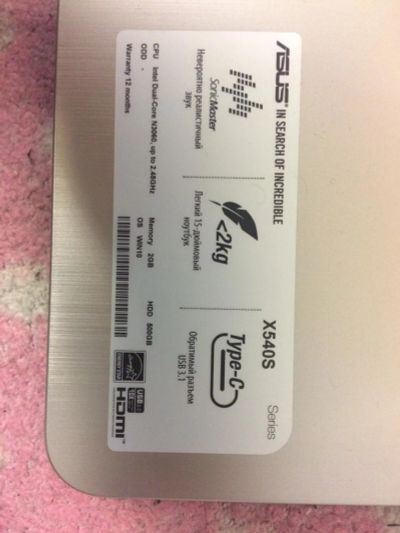 ASUS IN SEARCH OF INCREDIBLE
X540S Series
SonicMaster
Невероятно реалистичный
звук
<2kg
Легкий 15-дюймовый
ноутбук
Type-C
Обратимый разъем
USB 3.1
CPU Intel Dual-Core N3060, up to 2.48GHz
Memory 2GB
HDD 500GB
ODD -
OS WIN10
Warranty 12 months
HDMI